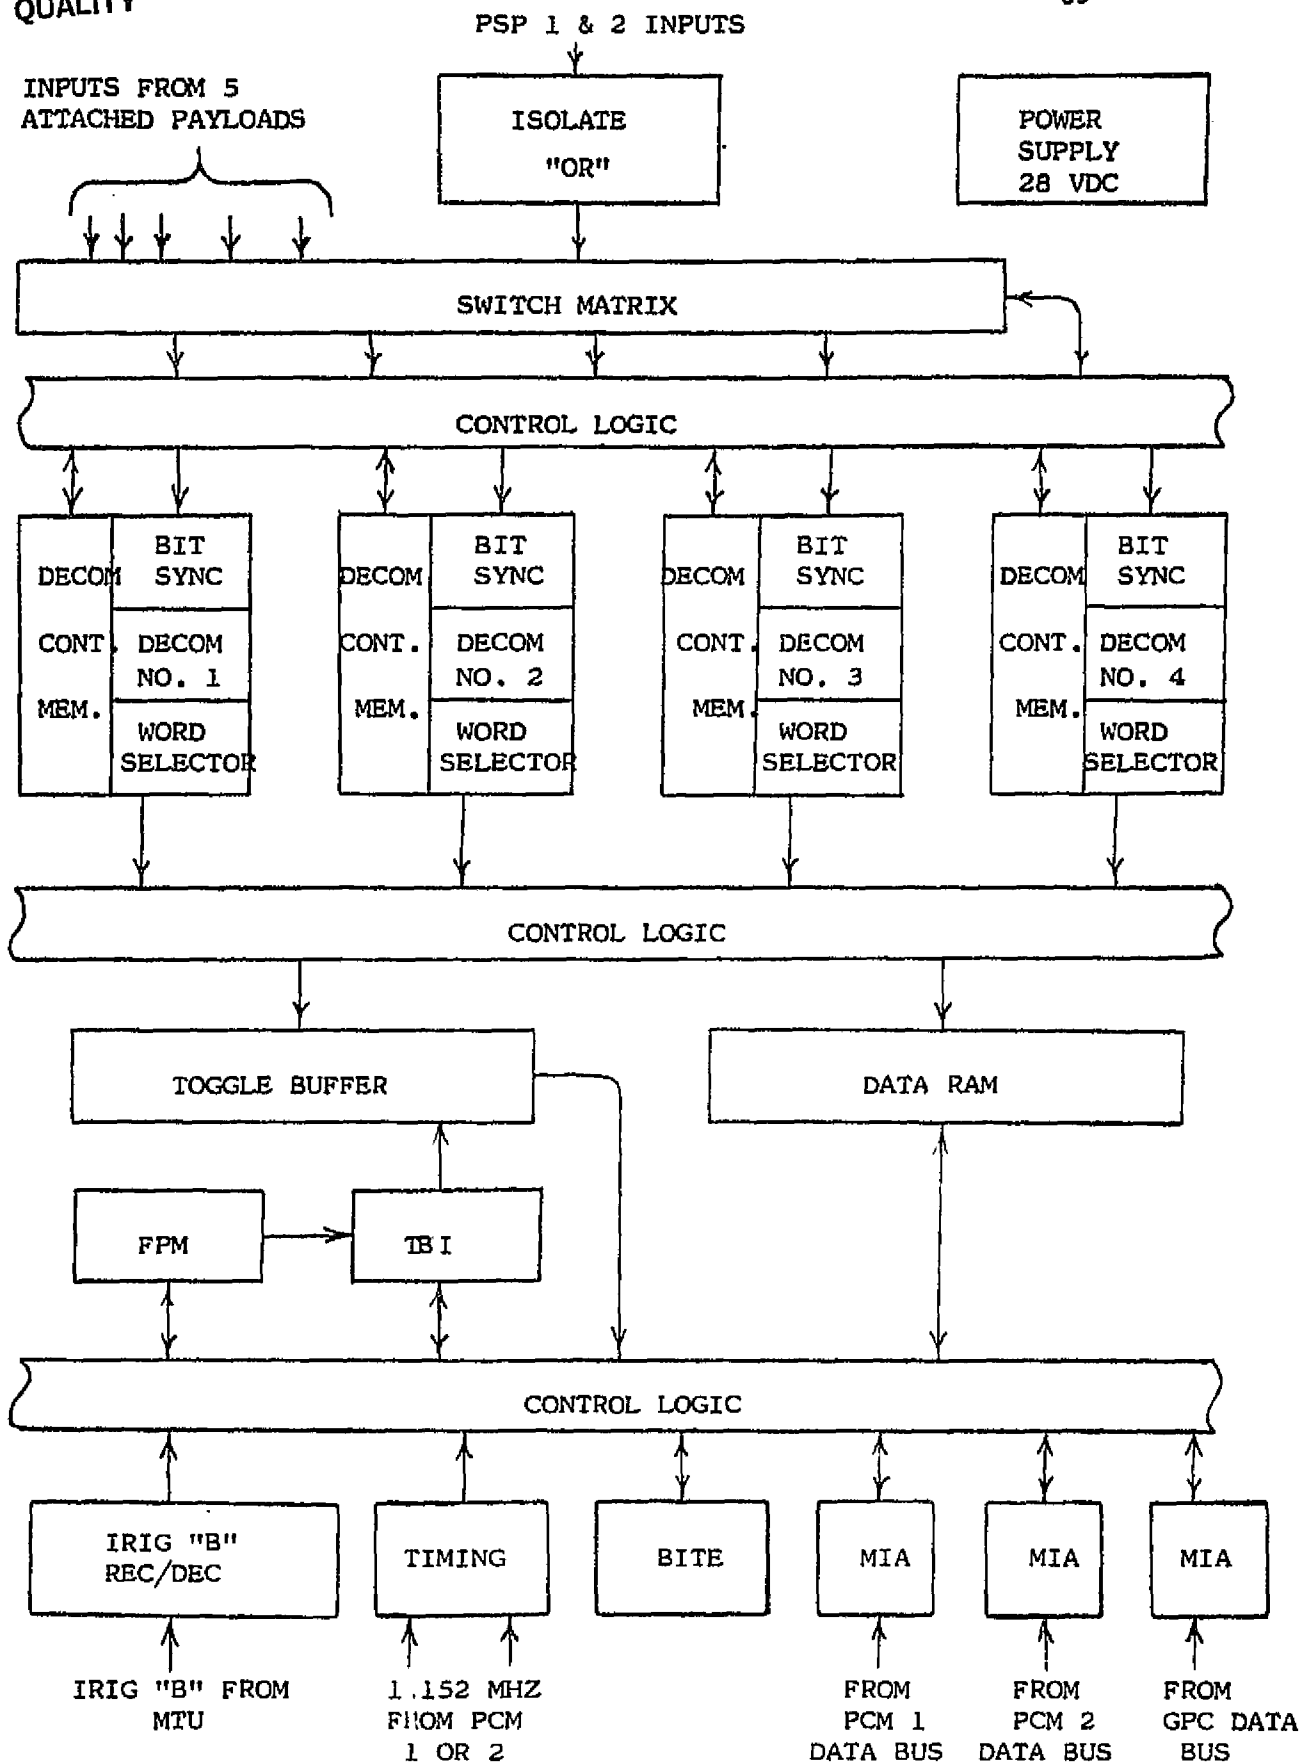 QUALITY
PSP 1 & 2 INPUTS
INPUTS FROM 5
ATTACHED PAYLOADS
ISOLATE
"OR"
POWER
SUPPLY
28 VDC
SWITCH MATRIX
CONTROL LOGIC
DECOM
CONT.
MEM.
BIT
SYNC
DECOM
NO. 1
WORD
SELECTOR
DECOM
CONT.
MEM.
BIT
SYNC
DECOM
NO. 2
WORD
SELECTOR
DECOM
CONT.
MEM.
BIT
SYNC
DECOM
NO. 3
WORD
SELECTOR
DECOM
CONT.
MEM.
BIT
SYNC
DECOM
NO. 4
WORD
SELECTOR
CONTROL LOGIC
TOGGLE BUFFER
DATA RAM
FPM
TBI
CONTROL LOGIC
IRIG "B"
REC/DEC
TIMING
BITE
MIA
MIA
MIA
IRIG "B" FROM
MTU
1.152 MHZ
FROM PCM
1 OR 2
FROM
PCM 1
DATA BUS
FROM
PCM 2
DATA BUS
FROM
GPC DATA
BUS